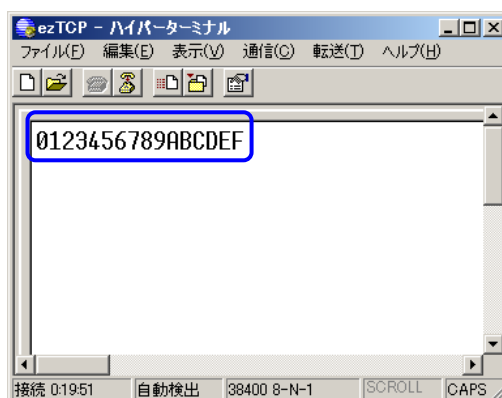 ezTCP - ハイパーターミナル
ファイル(F) 編集(E) 表示(V) 通信(C) 転送(T) ヘルプ(H)
0123456789ABCDEF
接続 0:19:51 自動検出 38400 8-N-1 SCROLL CAPS